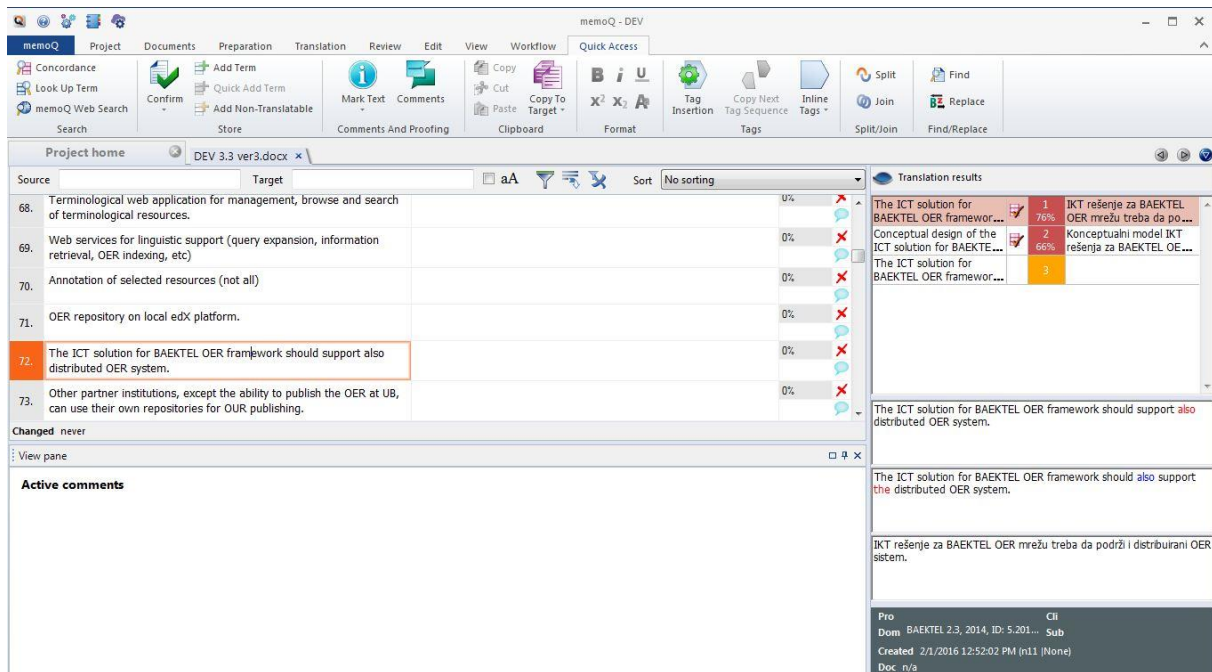 memoQ - DEV
memoQ Project Documents Preparation Translation Review Edit View Workflow Quick Access
Concordance
Look Up Term
memoQ Web Search
Search
Confirm
Add Term
Quick Add Term
Add Non-Translatable
Store
Mark Text
Comments
Comments And Proofing
Copy
Cut
Paste
Copy To
Target
Clipboard
B i U
X² X₂
Format
Tag
Insertion
Copy Next
Tag Sequence
Inline
Tags
Tags
Split
Join
Split/Join
Find
Replace
Find/Replace
Project home
DEV 3.3 ver3.docx
Source Target aA Sort No sorting
68. Terminological web application for management, browse and search 0%
of terminological resources.
69. Web services for linguistic support (query expansion, information 0%
retrieval, OER indexing, etc)
70. Annotation of selected resources (not all) 0%
71. OER repository on local edX platform. 0%
72. The ICT solution for BAEKTEL OER framework should support also 0%
distributed OER system.
73. Other partner institutions, except the ability to publish the OER at UB, 0%
can use their own repositories for OUR publishing.
Changed never
View pane
Active comments
Translation results
The ICT solution for 1 IKT rešenje za BAEKTEL
BAEKTEL OER framewor... 76% OER mrežu treba da po...
Conceptual design of the 2 Konceptualni model IKT
ICT solution for BAEKTE... 66% rešenja za BAEKTEL OE...
The ICT solution for 3
BAEKTEL OER framewor...
The ICT solution for BAEKTEL OER framework should support also
distributed OER system.
The ICT solution for BAEKTEL OER framework should also support
the distributed OER system.
IKT rešenje za BAEKTEL OER mrežu treba da podrži i distribuirani OER
sistem.
Pro Cli
Dom BAEKTEL 2.3, 2014, ID: 5.201... Sub
Created 2/1/2016 12:52:02 PM (n11 |None)
Doc n/a